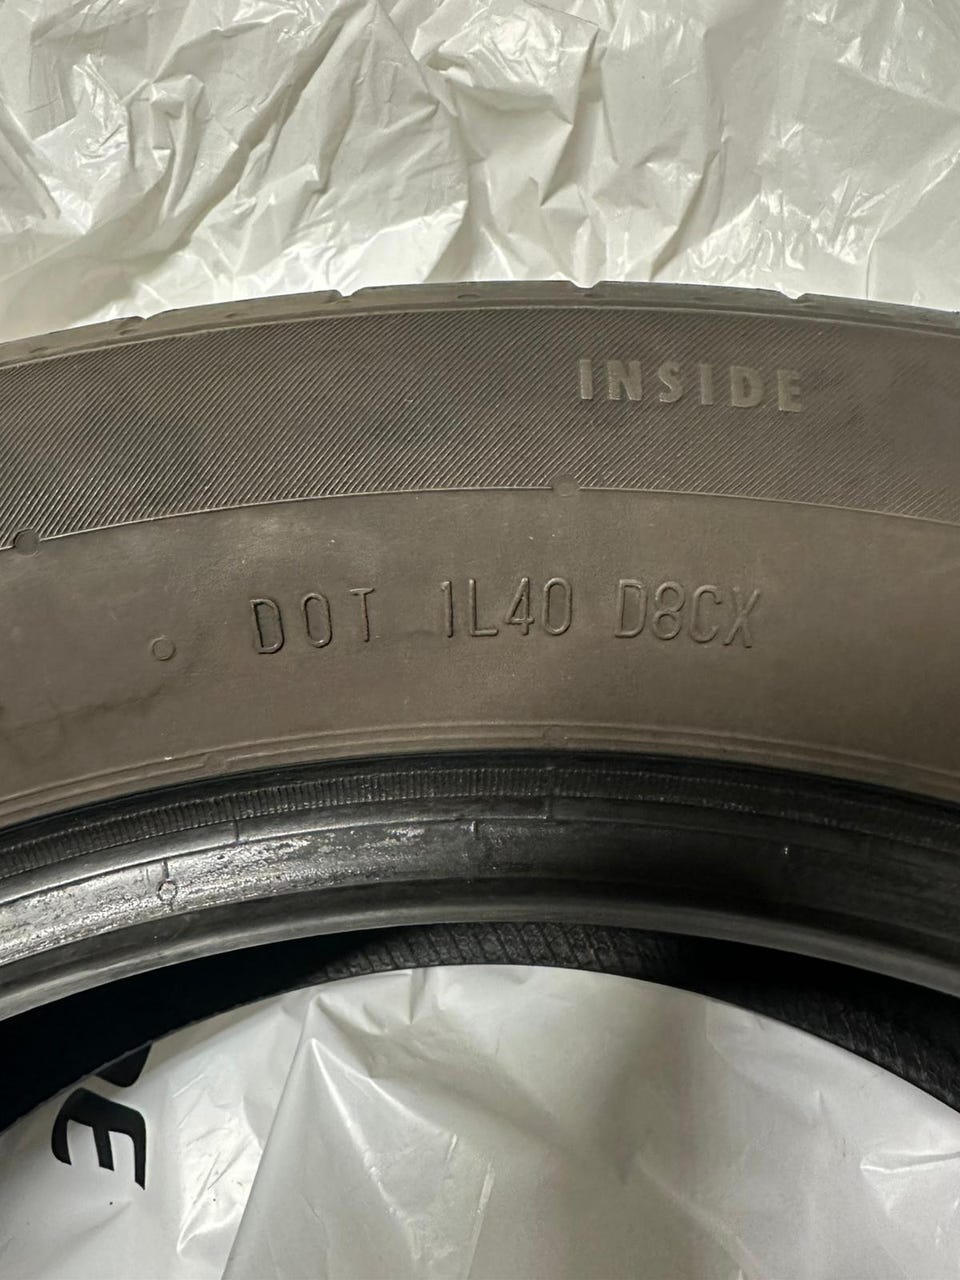 INSIDE
DOT 1L40 D8CX